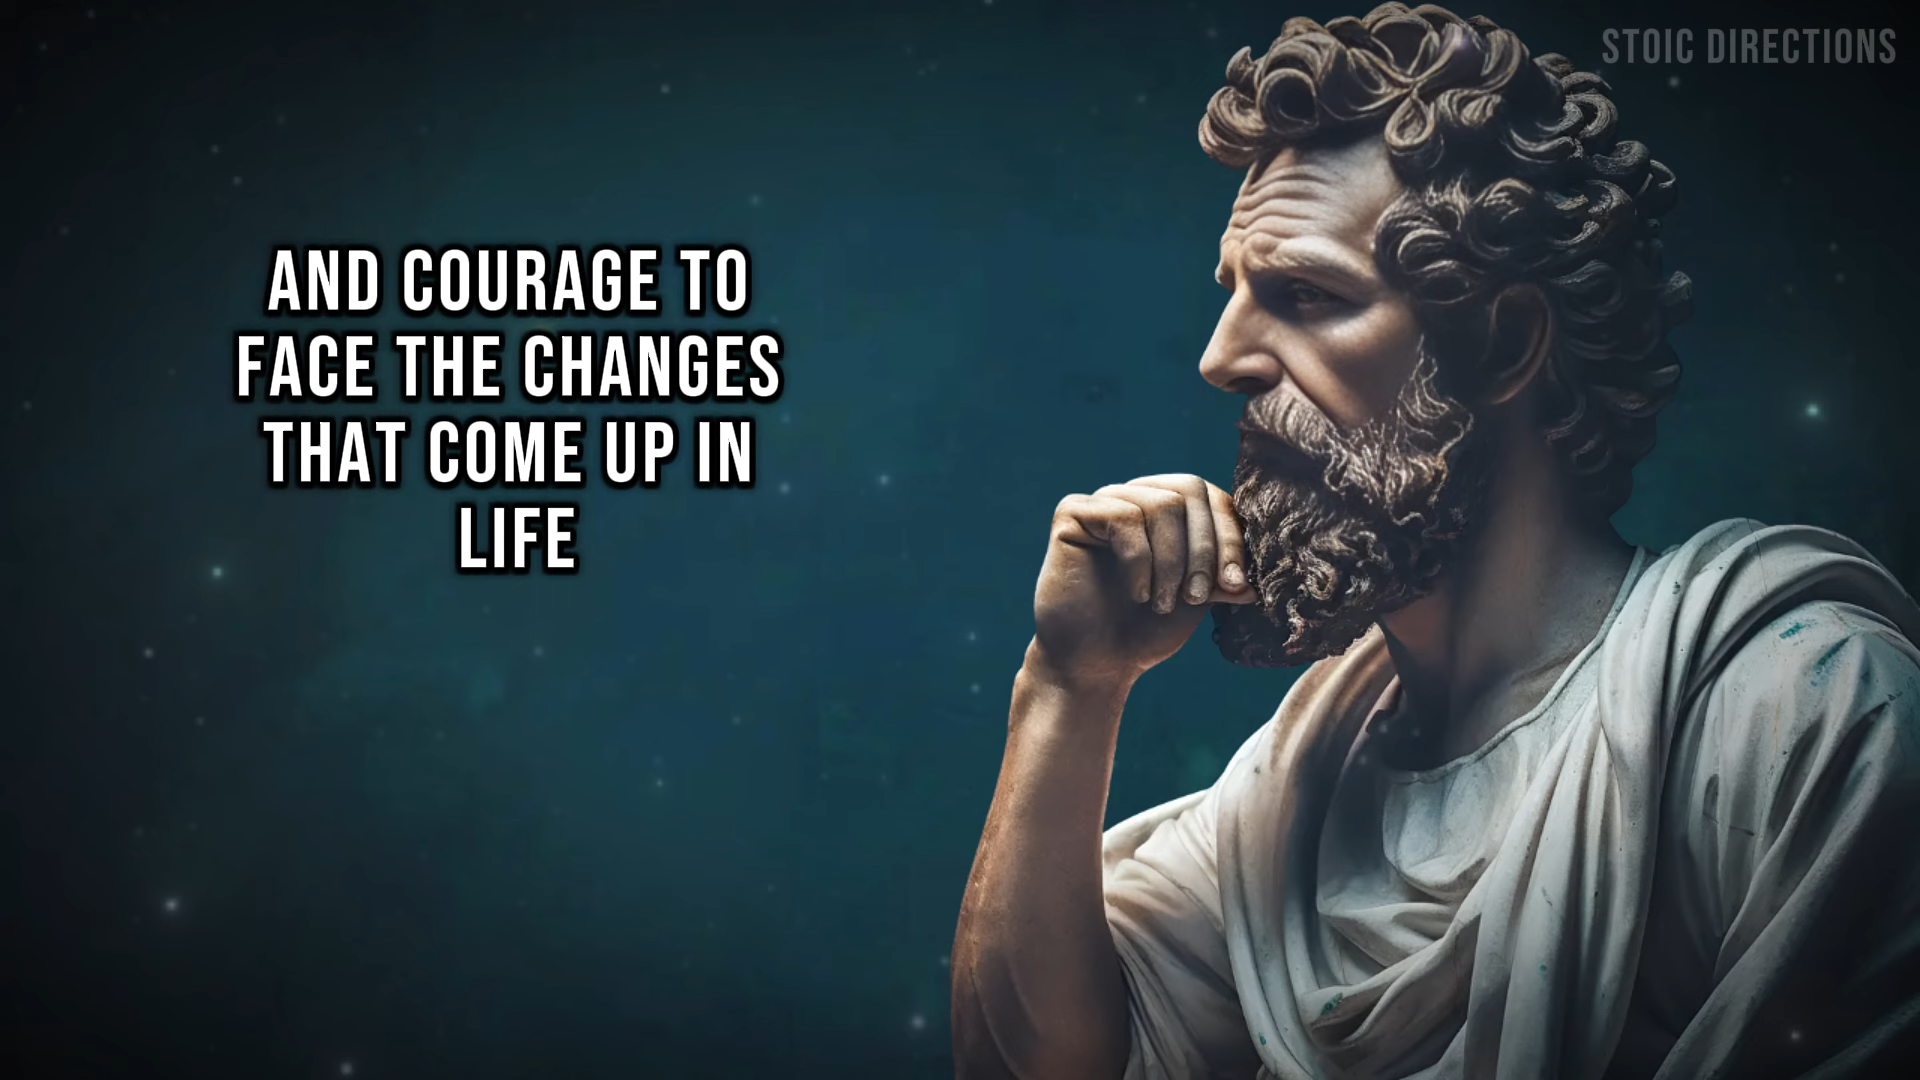 STOIC DIRECTIONS
AND COURAGE TO
FACE THE CHANGES
THAT COME UP IN
LIFE